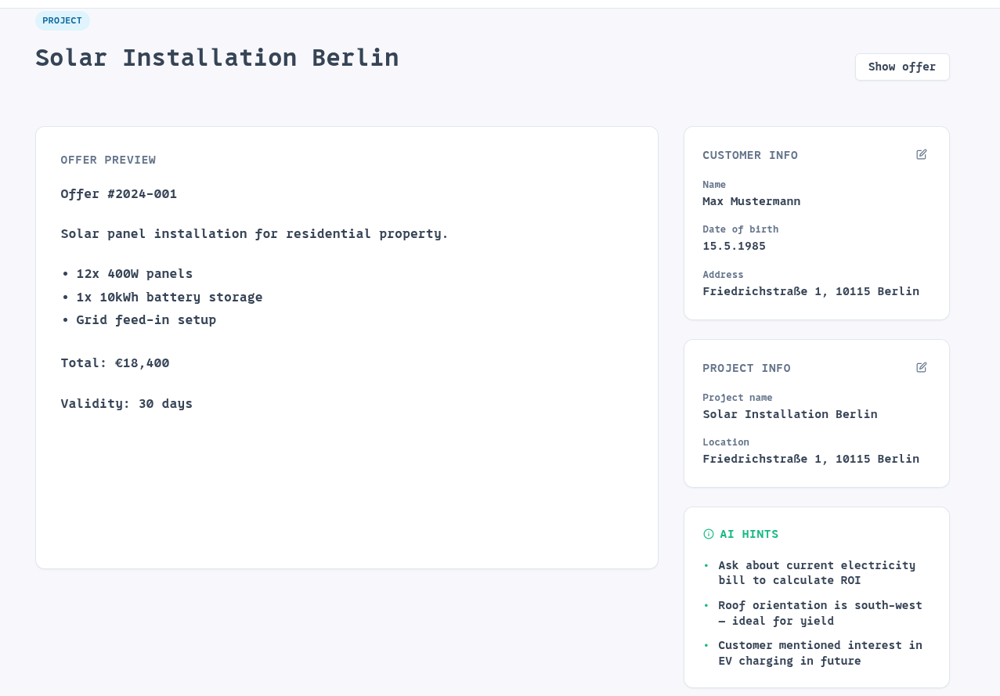 PROJECT
Solar Installation Berlin
Show offer
OFFER PREVIEW
Offer #2024-001
Solar panel installation for residential property.
• 12x 400W panels
• 1x 10kWh battery storage
• Grid feed-in setup
Total: €18,400
Validity: 30 days
CUSTOMER INFO
Name
Max Mustermann
Date of birth
15.5.1985
Address
Friedrichstraße 1, 10115 Berlin
PROJECT INFO
Project name
Solar Installation Berlin
Location
Friedrichstraße 1, 10115 Berlin
AI HINTS
• Ask about current electricity
bill to calculate ROI
• Roof orientation is south-west
— ideal for yield
• Customer mentioned interest in
EV charging in future